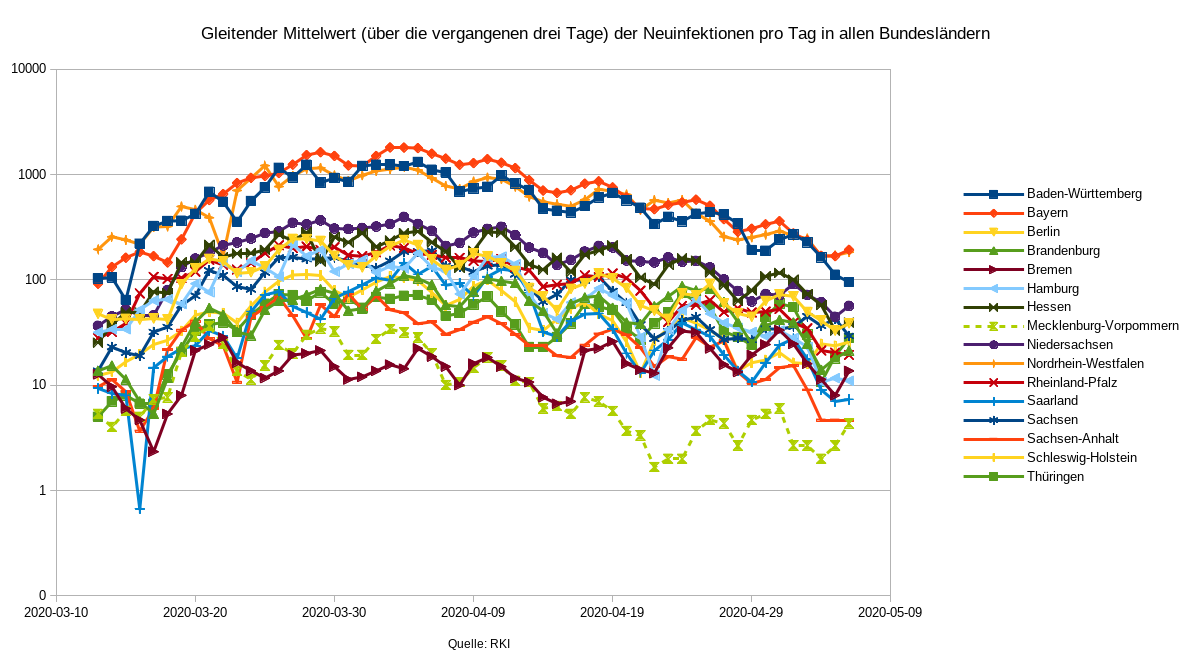 Gleitender Mittelwert (über die vergangenen drei Tage) der Neuinfektionen pro Tag in allen Bundesländern
10000
1000
100
10
1
0
2020-03-10
2020-03-20
2020-03-30
2020-04-09
2020-04-19
2020-04-29
2020-05-09
Quelle: RKI
Baden-Württemberg
Bayern
Berlin
Brandenburg
Bremen
Hamburg
Hessen
Mecklenburg-Vorpommern
Niedersachsen
Nordrhein-Westfalen
Rheinland-Pfalz
Saarland
Sachsen
Sachsen-Anhalt
Schleswig-Holstein
Thüringen